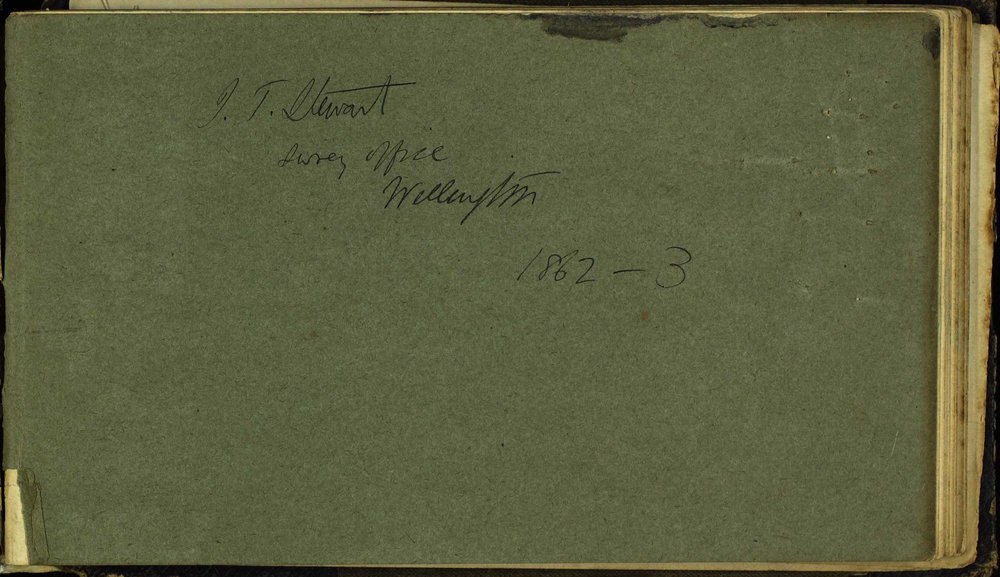 J. T. Stewart
Survey office
Wellington
1862 – 3